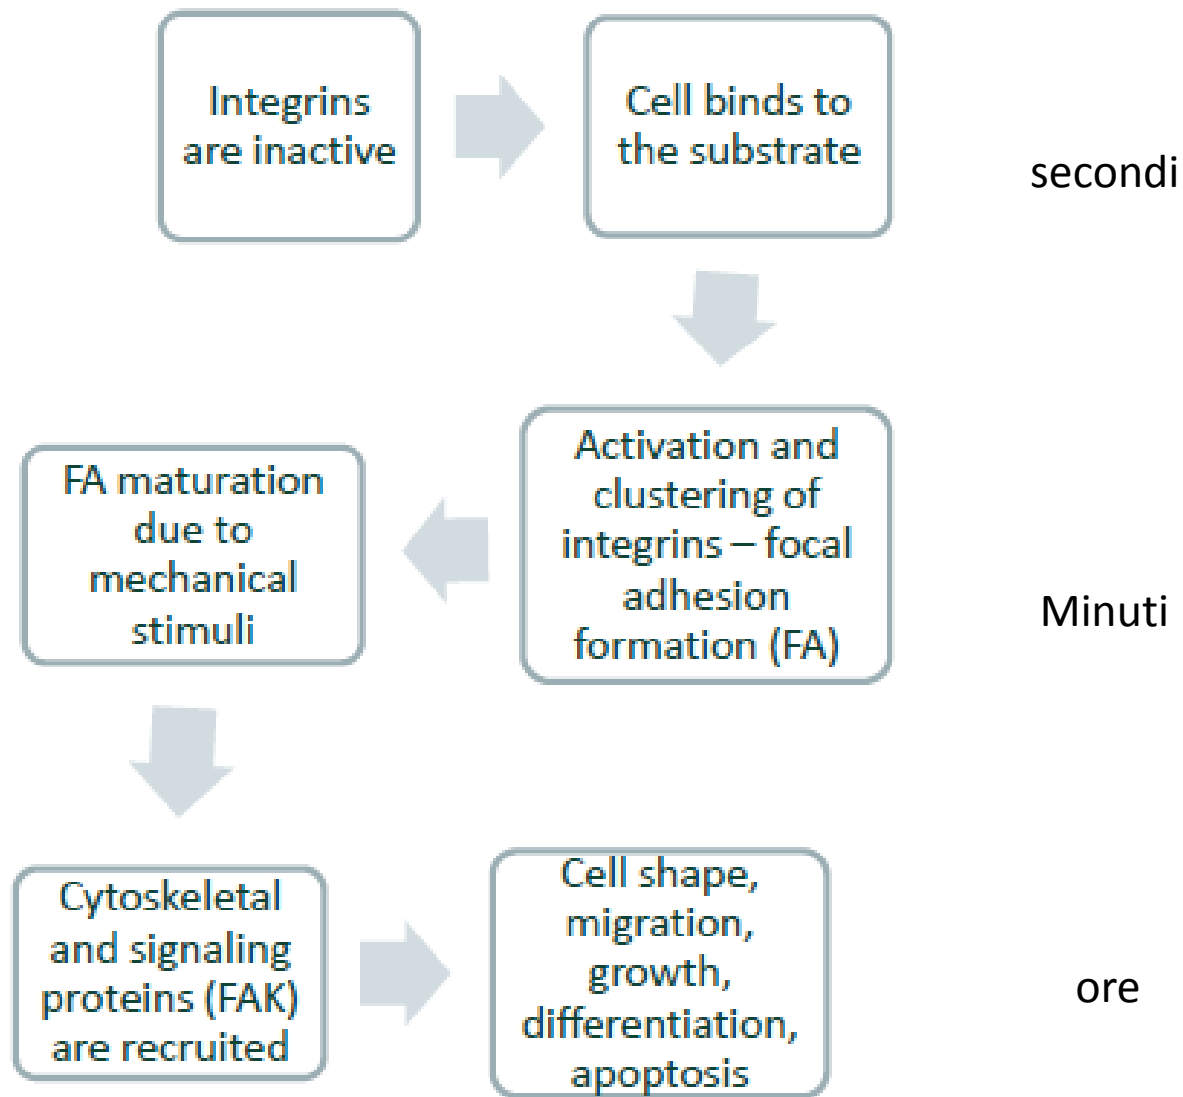 Integrins
are inactive
Cell binds to
the substrate
secondi
Activation and
clustering of
integrins – focal
adhesion
formation (FA)
FA maturation
due to
mechanical
stimuli
Minuti
Cytoskeletal
and signaling
proteins (FAK)
are recruited
Cell shape,
migration,
growth,
differentiation,
apoptosis
ore